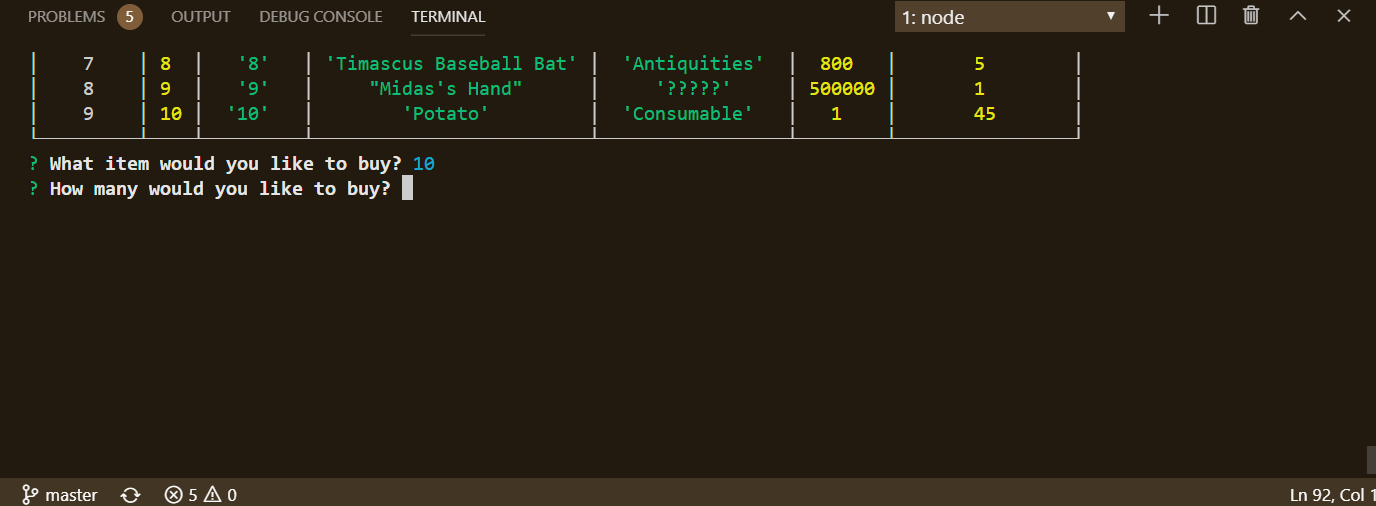 PROBLEMS 5 OUTPUT DEBUG CONSOLE TERMINAL 1: node
7 8 '8' 'Timascus Baseball Bat' 'Antiquities' 800 5
8 9 '9' "Midas's Hand" '?????' 500000 1
9 10 '10' 'Potato' 'Consumable' 1 45
? What item would you like to buy? 10
? How many would you like to buy?
master 5 0 Ln 92, Col 1